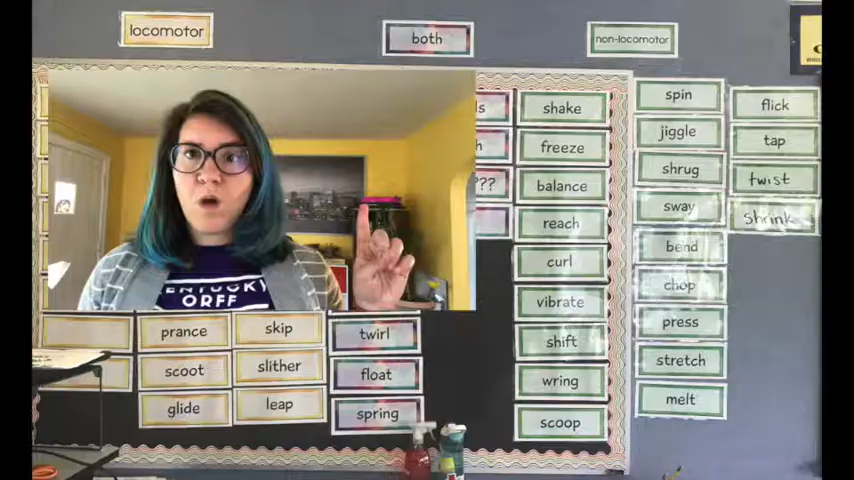 locomotor
both
non-locomotor
shake
freeze
???
balance
reach
curl
vibrate
shift
wring
scoop
spin
jiggle
shrug
sway
bend
chop
press
stretch
melt
flick
tap
twist
shrink
KENTUCKY
ORFF
prance
skip
scoot
slither
glide
leap
twirl
float
spring